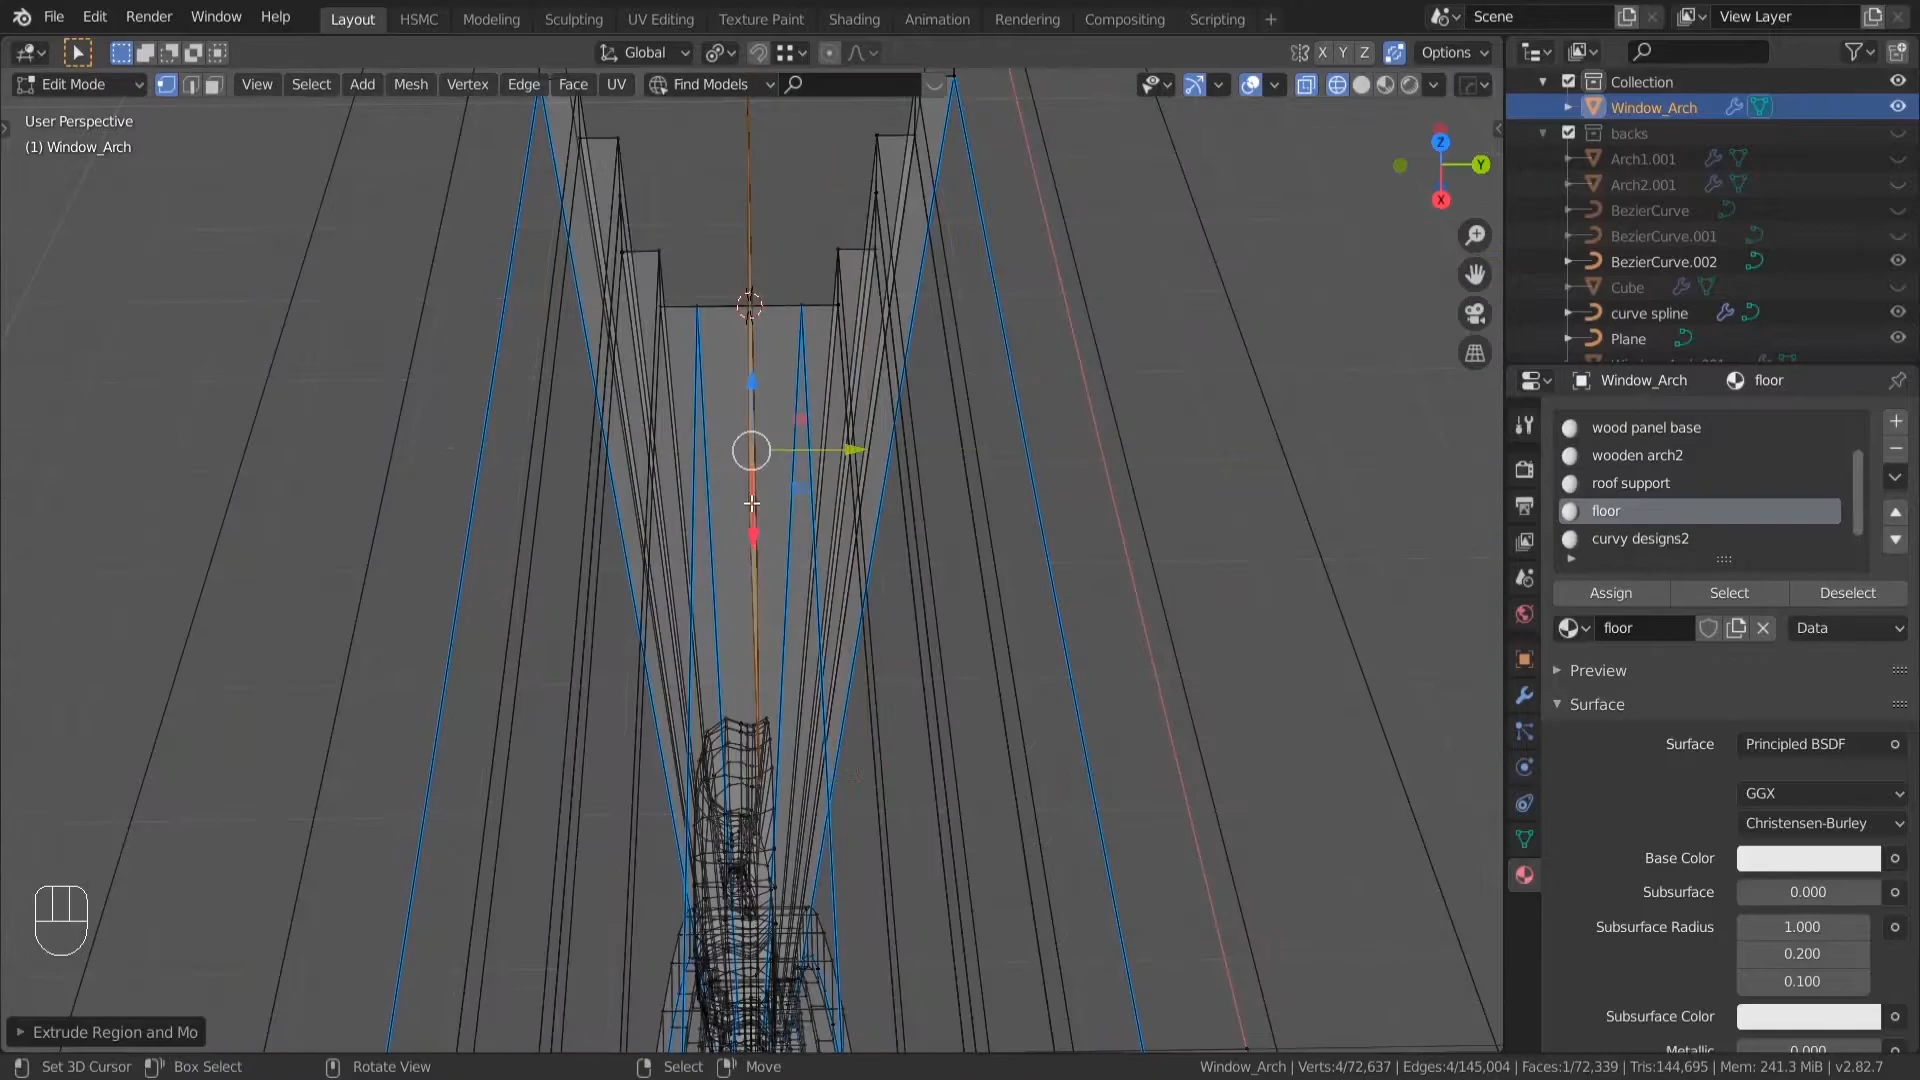 File Edit Render Window Help Layout HSMC Modeling Sculpting UV Editing Texture Paint Shading Animation Rendering Compositing Scripting + Scene View Layer
Global X Y Z Options
Edit Mode View Select Add Mesh Vertex Edge Face UV Find Models
User Perspective
(1) Window_Arch
Z
Y
X
Collection
Window_Arch
backs
Arch1.001
Arch2.001
BezierCurve
BezierCurve.001
BezierCurve.002
Cube
curve spline
Plane
Window_Arch floor
wood panel base
wooden arch2
roof support
floor
curvy designs2
Assign Select Deselect
floor Data
Preview
Surface
Surface Principled BSDF
GGX
Christensen-Burley
Base Color
Subsurface 0.000
Subsurface Radius 1.000
0.200
0.100
Subsurface Color
Metallic 0.000
Extrude Region and Mo
Set 3D Cursor Box Select Rotate View Select Move Window_Arch | Verts:4/72,637 | Edges:4/145,004 | Faces:1/72,339 | Tris:144,695 | Mem: 241.3 MiB | v2.82.7